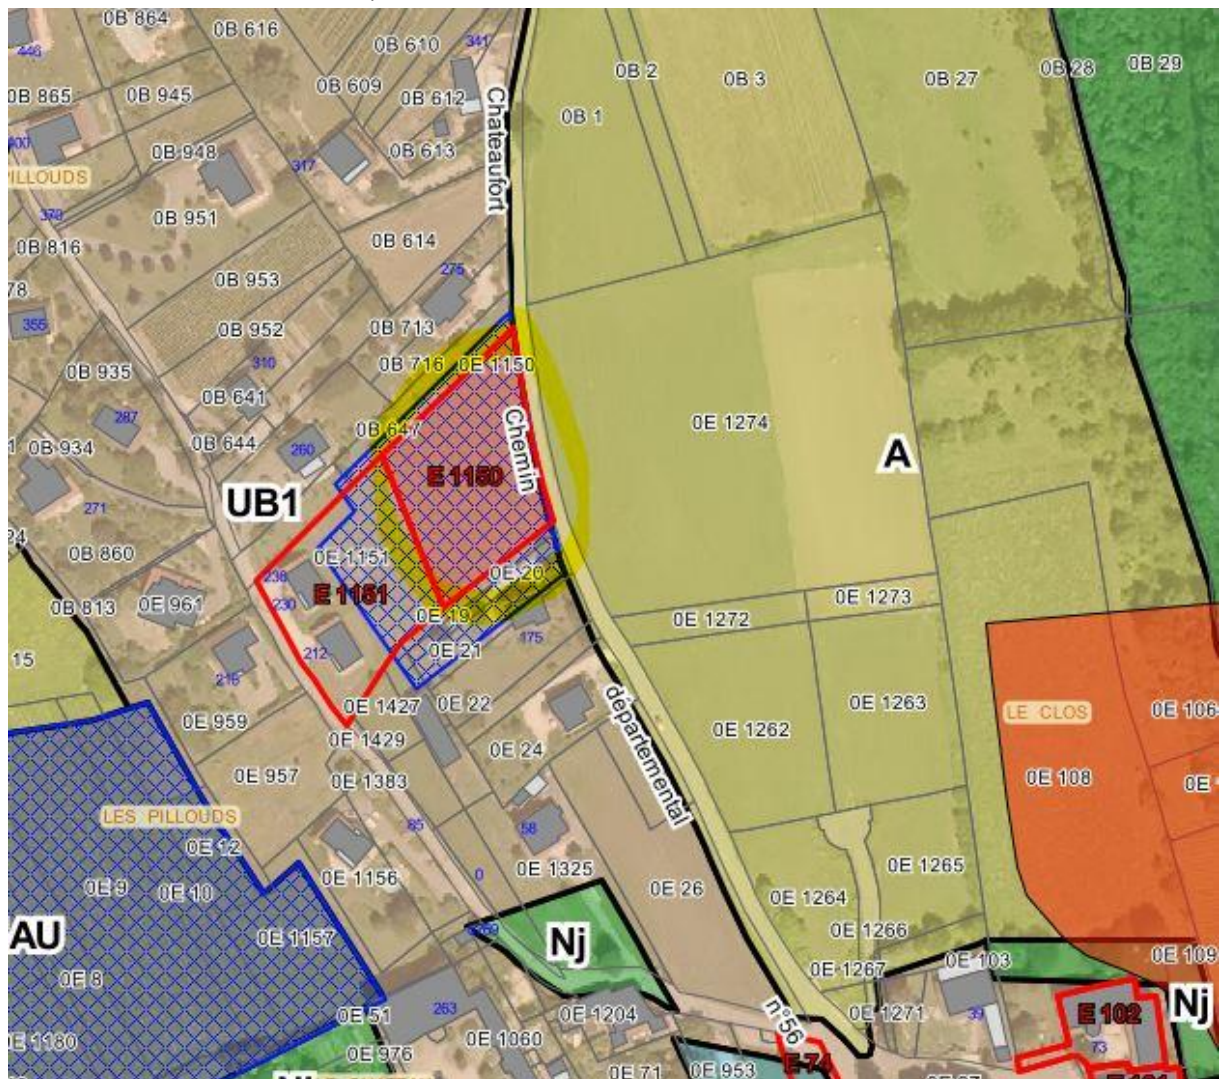 0B 864
0B 616
446
0B 610
341
0B 2
0B 3
0B 27
0B 28
0B 29
0B 865
0B 945
0B 609
0B 612
Chateaufort
0B 1
0B 948
317
0B 613
ILLOUDS
379
0B 951
0B 816
0B 614
275
0B 953
355
0B 952
0B 713
310
0B 935
0B 716
0E 1150
287
0B 641
0B 647
Chemin
0E 1274
0B 934
0B 644
260
A
E 1150
UB1
271
0B 860
0E 1151
238
E 1151
230
0E 20
0E 1273
0B 813
0E 961
0E 19
0E 1272
175
15
212
0E 21
216
0E 1427
0E 22
départemental
0E 1263
LE CLOS
0E 959
0E 1262
0E 1429
0E 24
0E 957
0E 1383
0E 108
LES PILLOUDS
65
58
0E 12
0E 1325
0E 1265
0E 9
0E 10
0E 1156
0
0E 26
0E 1264
AU
0E 1157
Nj
0E 1266
0E 8
0E 1267
0E 103
0E 109
0E 51
263
n°56
0E 1204
0E 1271
39
E 102
Nj
0E 1180
0E 976
0E 1060
73
0E 71
0E 953
E 74